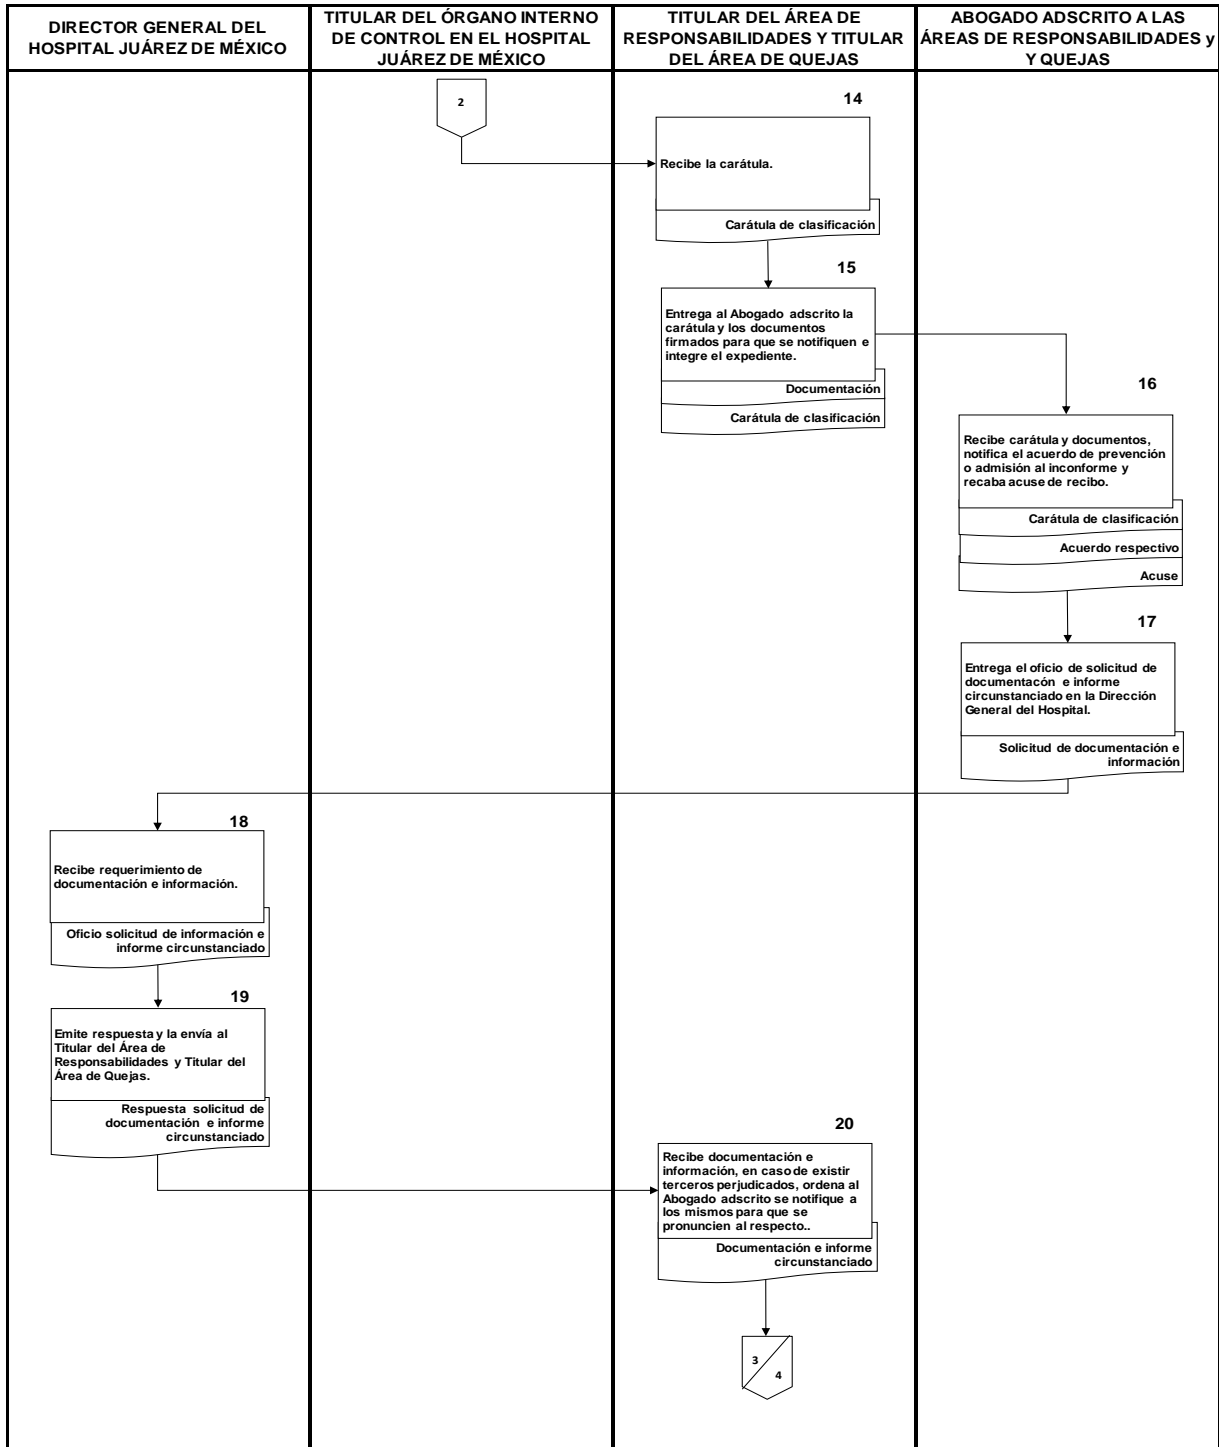 DIRECTOR GENERAL DEL
HOSPITAL JUÁREZ DE MÉXICO
TITULAR DEL ÓRGANO INTERNO
DE CONTROL EN EL HOSPITAL
JUÁREZ DE MÉXICO
TITULAR DEL ÁREA DE
RESPONSABILIDADES Y TITULAR
DEL ÁREA DE QUEJAS
ABOGADO ADSCRITO A LAS
ÁREAS DE RESPONSABILIDADES y
Y QUEJAS
2
14
Recibe la carátula.
Carátula de clasificación
15
Entrega al Abogado adscrito la
carátula y los documentos
firmados para que se notifiquen e
integre el expediente.
Documentación
Carátula de clasificación
16
Recibe carátula y documentos,
notifica el acuerdo de prevención
o admisión al inconforme y
recaba acuse de recibo.
Carátula de clasificación
Acuerdo respectivo
Acuse
17
Entrega el oficio de solicitud de
documentacón e informe
circunstanciado en la Dirección
General del Hospital.
Solicitud de documentación e
información
18
Recibe requerimiento de
documentación e información.
Oficio solicitud de información e
informe circunstanciado
19
Emite respuesta y la envía al
Titular del Área de
Responsabilidades y Titular del
Área de Quejas.
Respuesta solicitud de
documentación e informe
circunstanciado
20
Recibe documentación e
información, en caso de existir
terceros perjudicados, ordena al
Abogado adscrito se notifique a
los mismos para que se
pronuncien al respecto..
Documentación e informe
circunstanciado
3
4